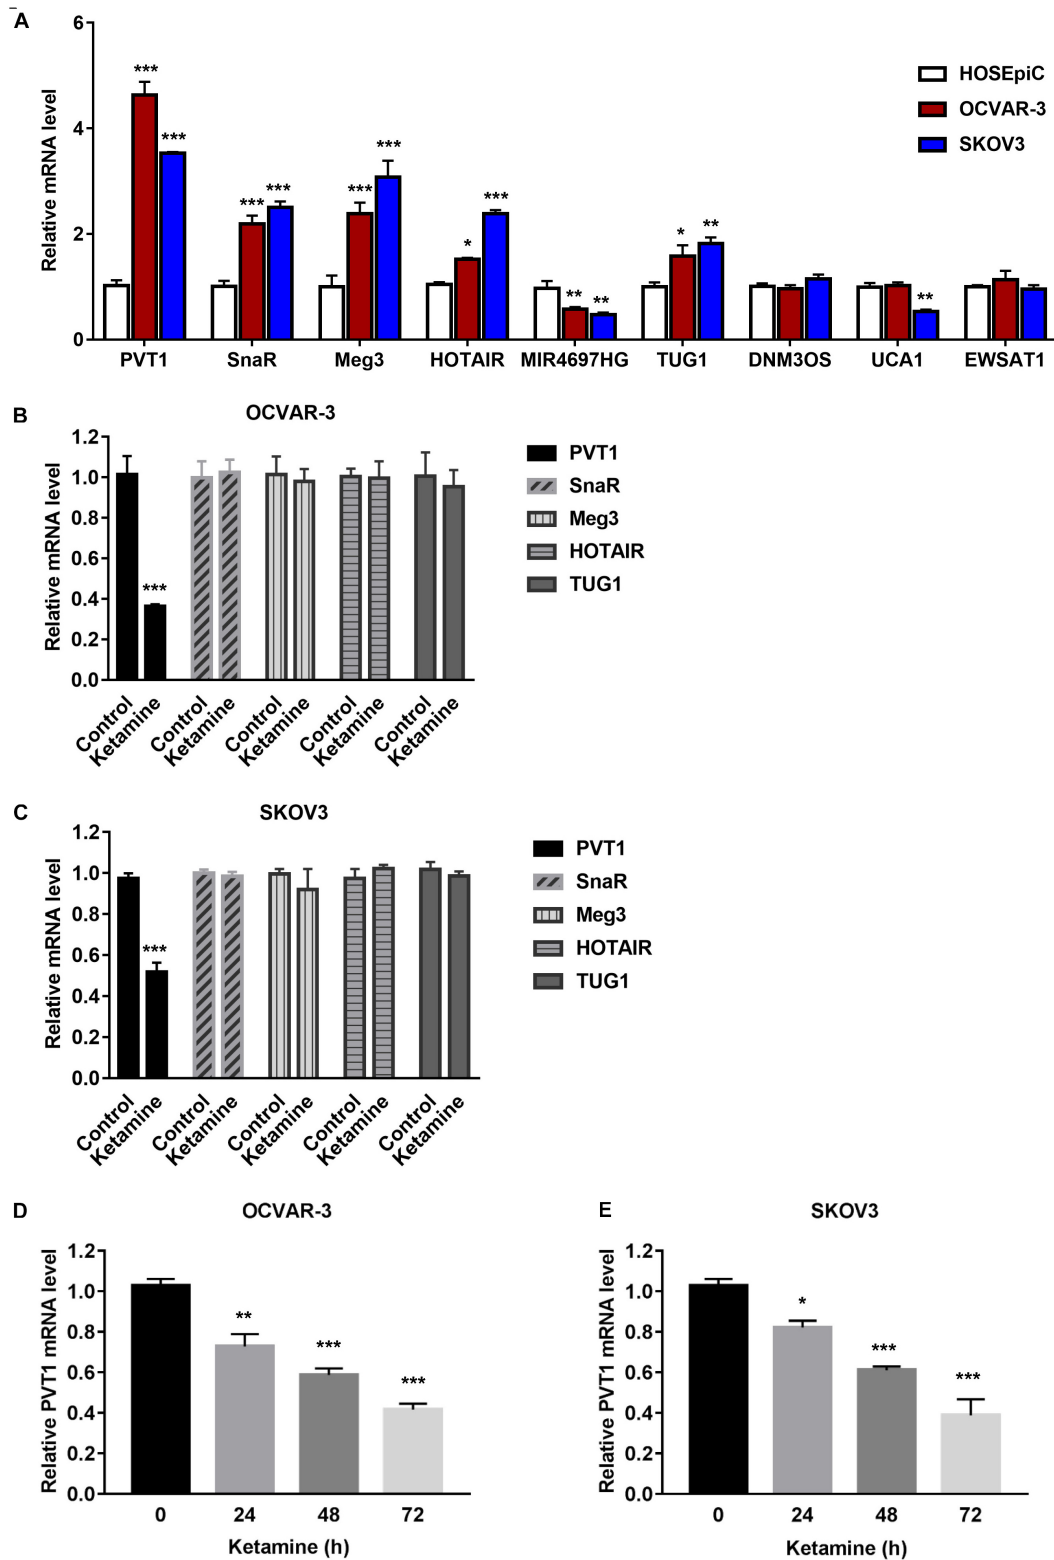 A
6
4
2
0
Relative mRNA level
*** *** *** *** *** *** * *** ** ** * ** **
HOSEpiC
OCVAR-3
SKOV3
PVT1 SnaR Meg3 HOTAIR MIR4697HG TUG1 DNM3OS UCA1 EWSAT1
B
OCVAR-3
1.2
1.0
0.8
0.6
0.4
0.2
0.0
Relative mRNA level
***
PVT1
SnaR
Meg3
HOTAIR
TUG1
Control Ketamine Control Ketamine Control Ketamine Control Ketamine Control Ketamine
C
SKOV3
1.2
1.0
0.8
0.6
0.4
0.2
0.0
Relative mRNA level
***
PVT1
SnaR
Meg3
HOTAIR
TUG1
Control Ketamine Control Ketamine Control Ketamine Control Ketamine Control Ketamine
D
OCVAR-3
1.2
1.0
0.8
0.6
0.4
0.2
0.0
Relative PVT1 mRNA level
** *** ***
0 24 48 72
Ketamine (h)
E
SKOV3
1.2
1.0
0.8
0.6
0.4
0.2
0.0
Relative PVT1 mRNA level
* *** ***
0 24 48 72
Ketamine (h)